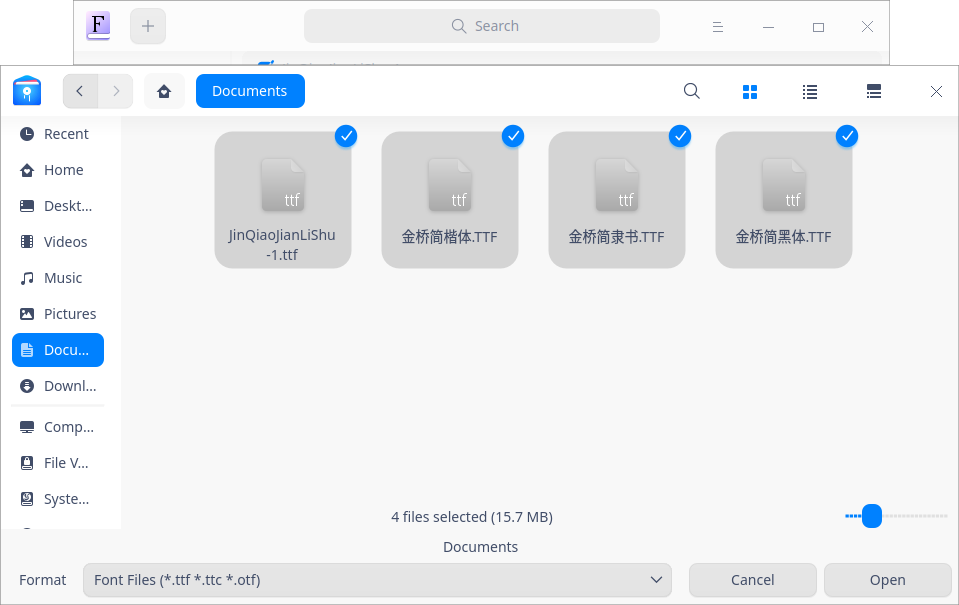 F
Search
Documents
Recent
Home
Deskt...
Videos
Music
Pictures
Docu...
Downl...
Comp...
File V...
Syste...
ttf
JinQiaoJianLiShu
-1.ttf
ttf
金桥简楷体.TTF
ttf
金桥简隶书.TTF
ttf
金桥简黑体.TTF
4 files selected (15.7 MB)
Documents
Format
Font Files (*.ttf *.ttc *.otf)
Cancel
Open